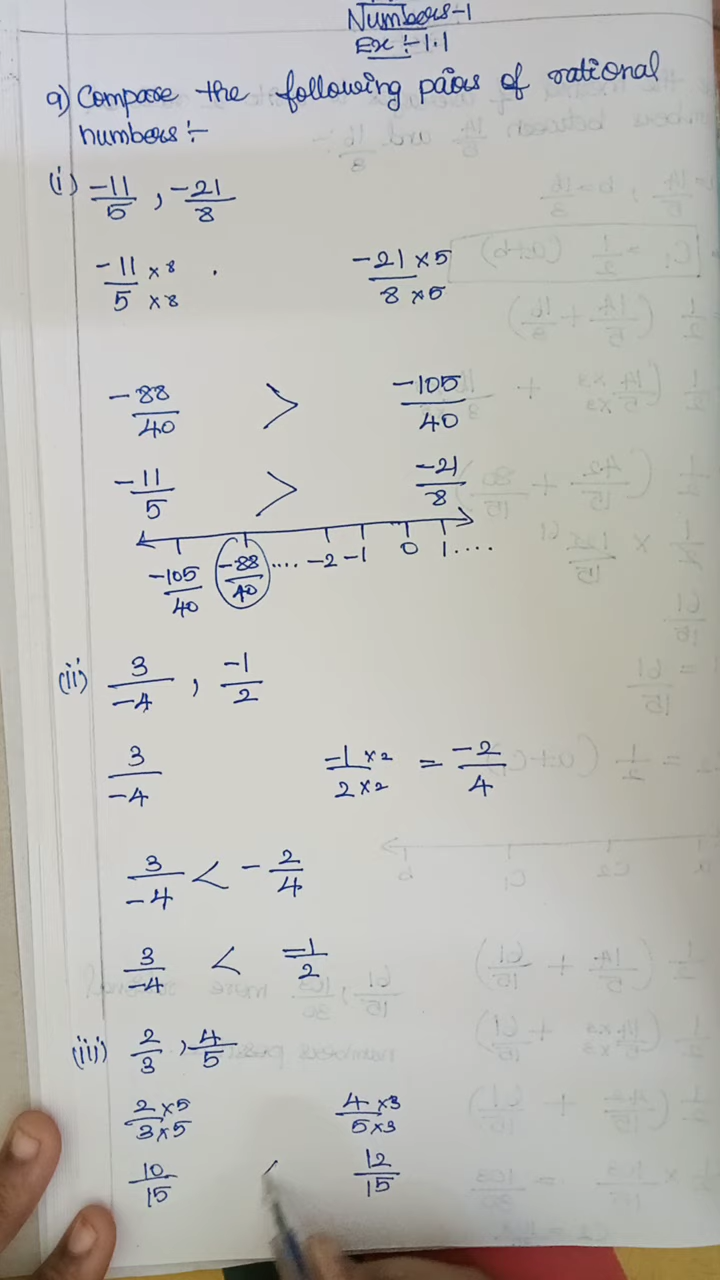 Numbers-1
Ex:-1.1
9) Compare the following pairs of rational
numbers:-
(i) -11/5 , -21/8
-11/5 ×8/×8 . -21×5/8×5
-88/40 > -105/40
-11/5 > -21/8
-105/40 -88/40 .... -2 -1 0 1....
(ii) 3/-4 , -1/2
3/-4 -1×2/2×2 = -2/4
3/-4 < -2/4
3/-4 < -1/2
(iii) 2/3 , 4/5
2×5/3×5 4×3/5×3
10/15 < 12/15